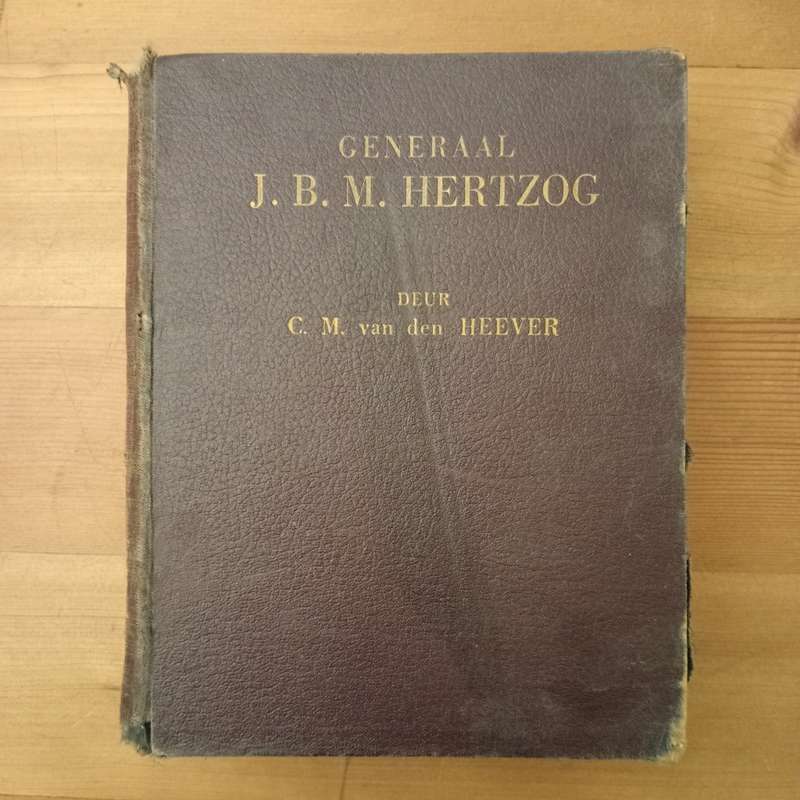 GENERAAL
J. B. M. HERTZOG
DEUR
C. M. van den HEEVER